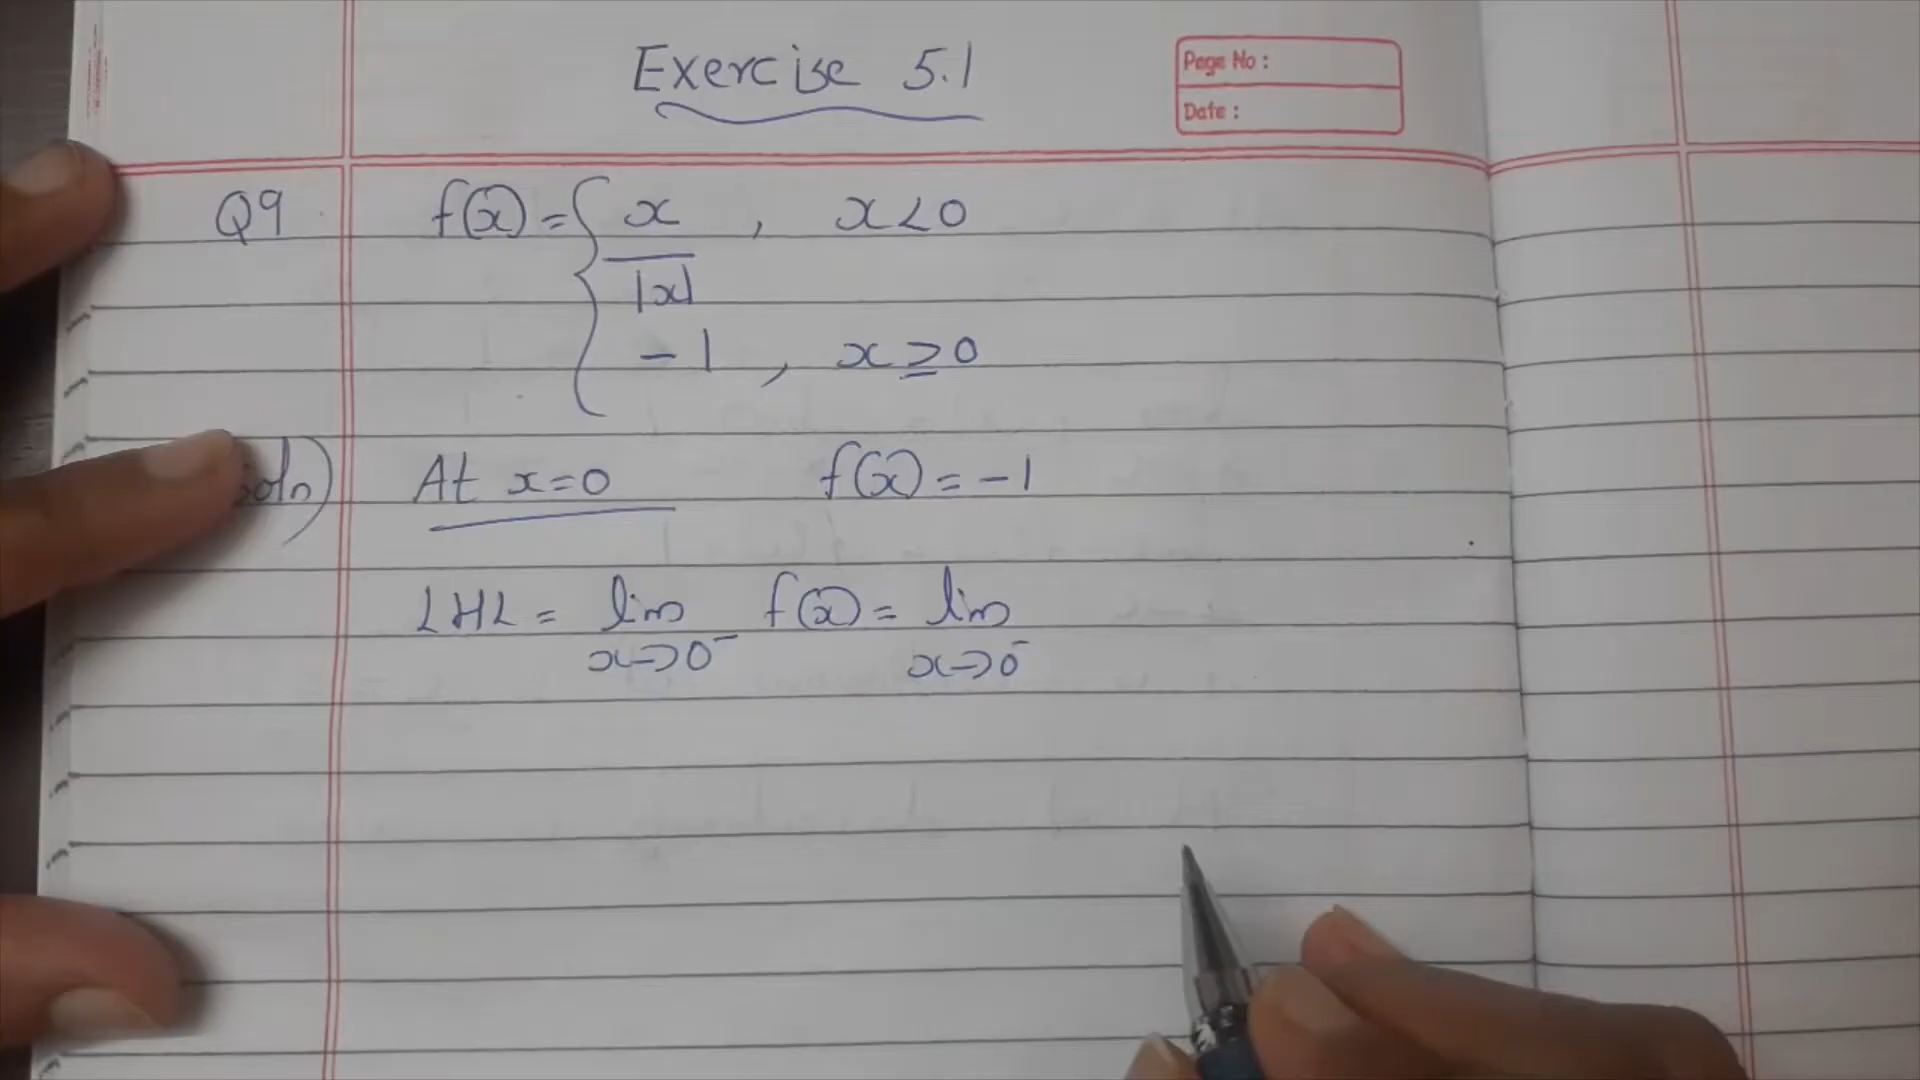 Exercise 5.1
Page No :
Date :
Q9 f(x) = { x , x<0
|x|
-1 , x ≥ 0
Soln) At x=0 f(x) = -1
LHL = lim f(x) = lim
x→0⁻ x→0⁻